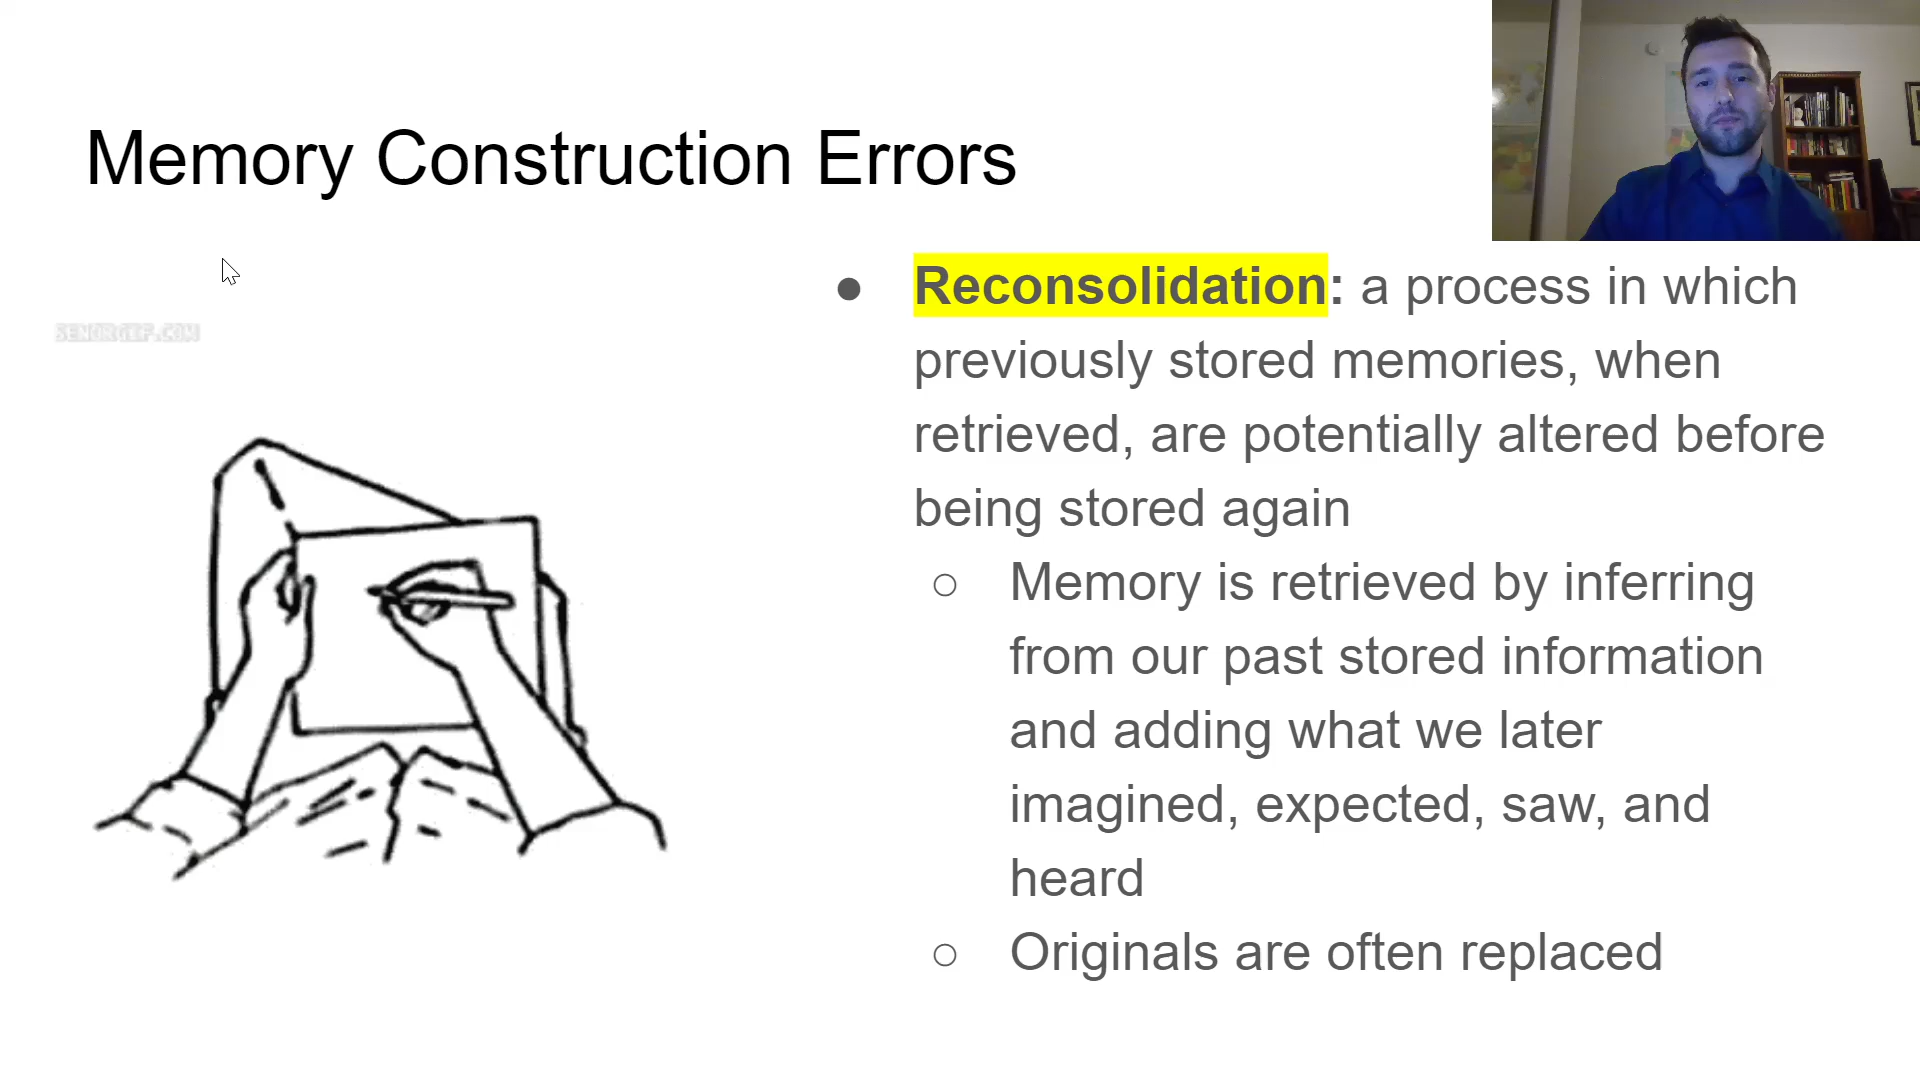 Memory Construction Errors
SENORGIF.COM
● Reconsolidation: a process in which
previously stored memories, when
retrieved, are potentially altered before
being stored again
○ Memory is retrieved by inferring
from our past stored information
and adding what we later
imagined, expected, saw, and
heard
○ Originals are often replaced